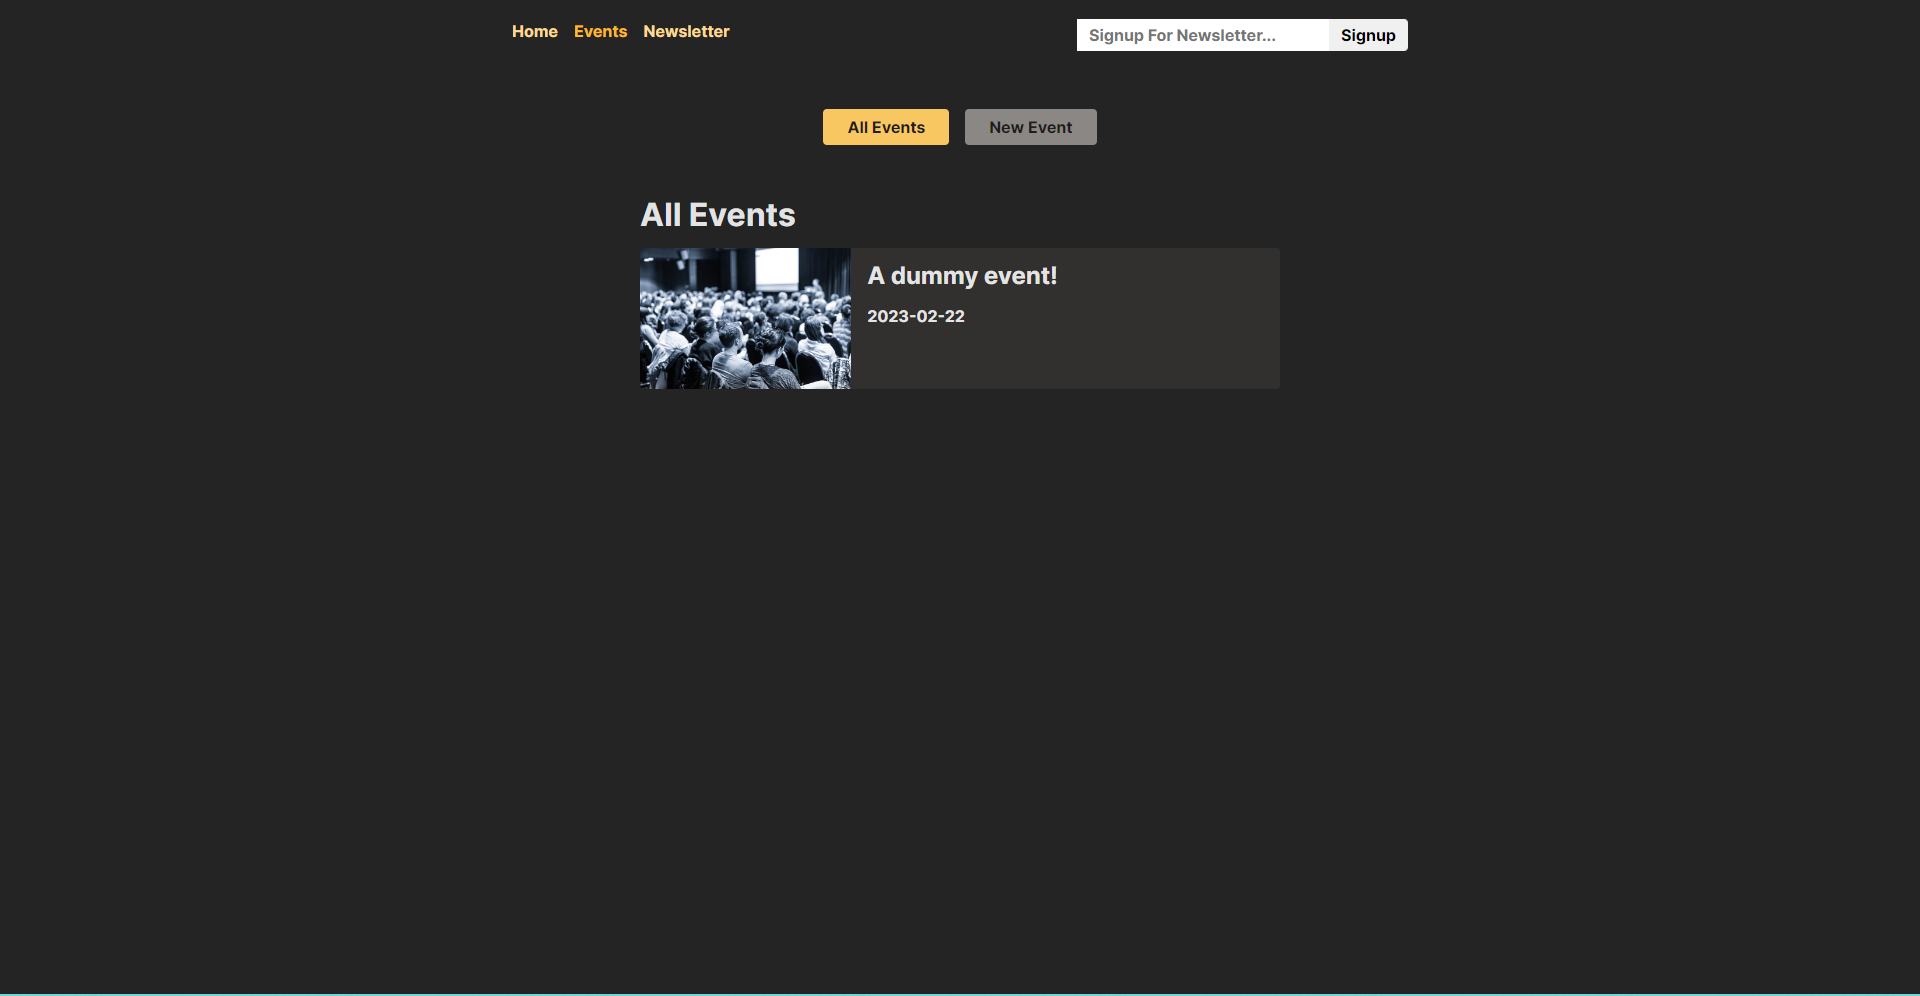 Home Events Newsletter
Signup For Newsletter... Signup
All Events New Event
All Events
A dummy event!
2023-02-22